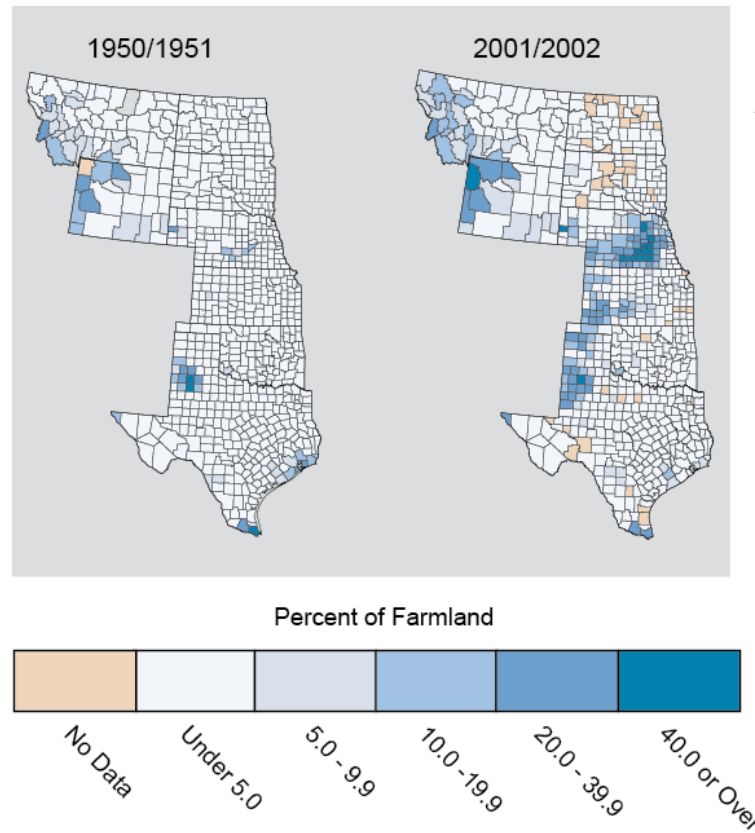 1950/1951
2001/2002
Percent of Farmland
No Data
Under 5.0
5.0 - 9.9
10.0 -19.9
20.0 - 39.9
40.0 or Over